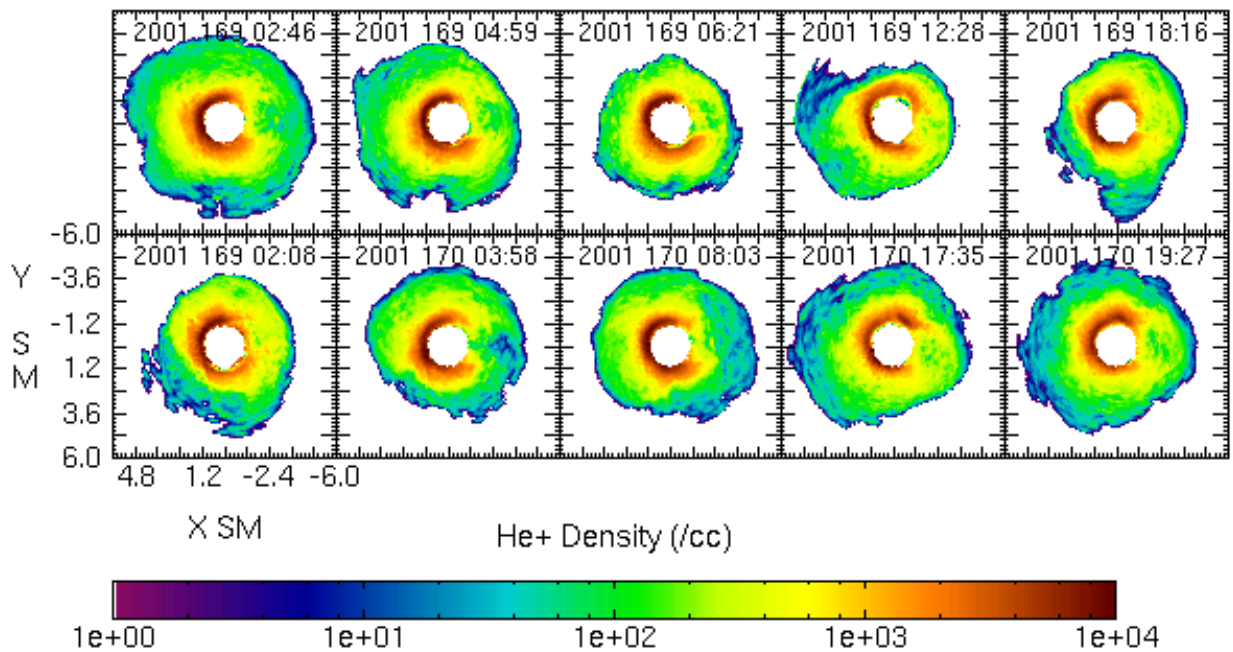 2001 169 02:46
2001 169 04:59
2001 169 06:21
2001 169 12:28
2001 169 18:16
-6.0
2001 169 02:08
2001 170 03:58
2001 170 08:03
2001 170 17:35
2001 170 19:27
Y
-3.6
-1.2
S
M
1.2
3.6
6.0
4.8 1.2 -2.4 -6.0
X SM
He+ Density (/cc)
1e+00 1e+01 1e+02 1e+03 1e+04